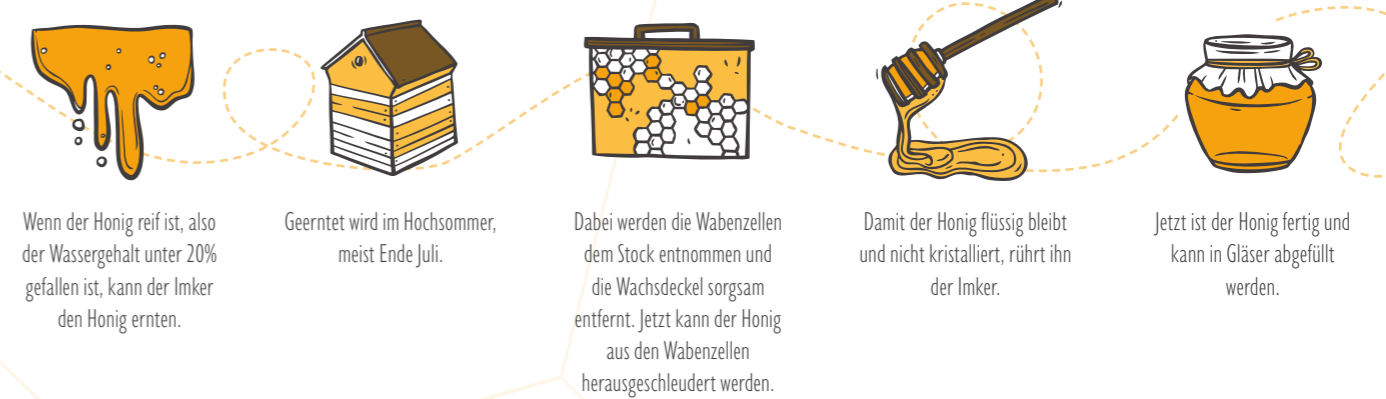 Wenn der Honig reif ist, also
der Wassergehalt unter 20%
gefallen ist, kann der Imker
den Honig ernten.
Geerntet wird im Hochsommer,
meist Ende Juli.
Dabei werden die Wabenzellen
dem Stock entnommen und
die Wachsdeckel sorgsam
entfernt. Jetzt kann der Honig
aus den Wabenzellen
herausgeschleudert werden.
Damit der Honig flüssig bleibt
und nicht kristalliert, rührt ihn
der Imker.
Jetzt ist der Honig fertig und
kann in Gläser abgefüllt
werden.